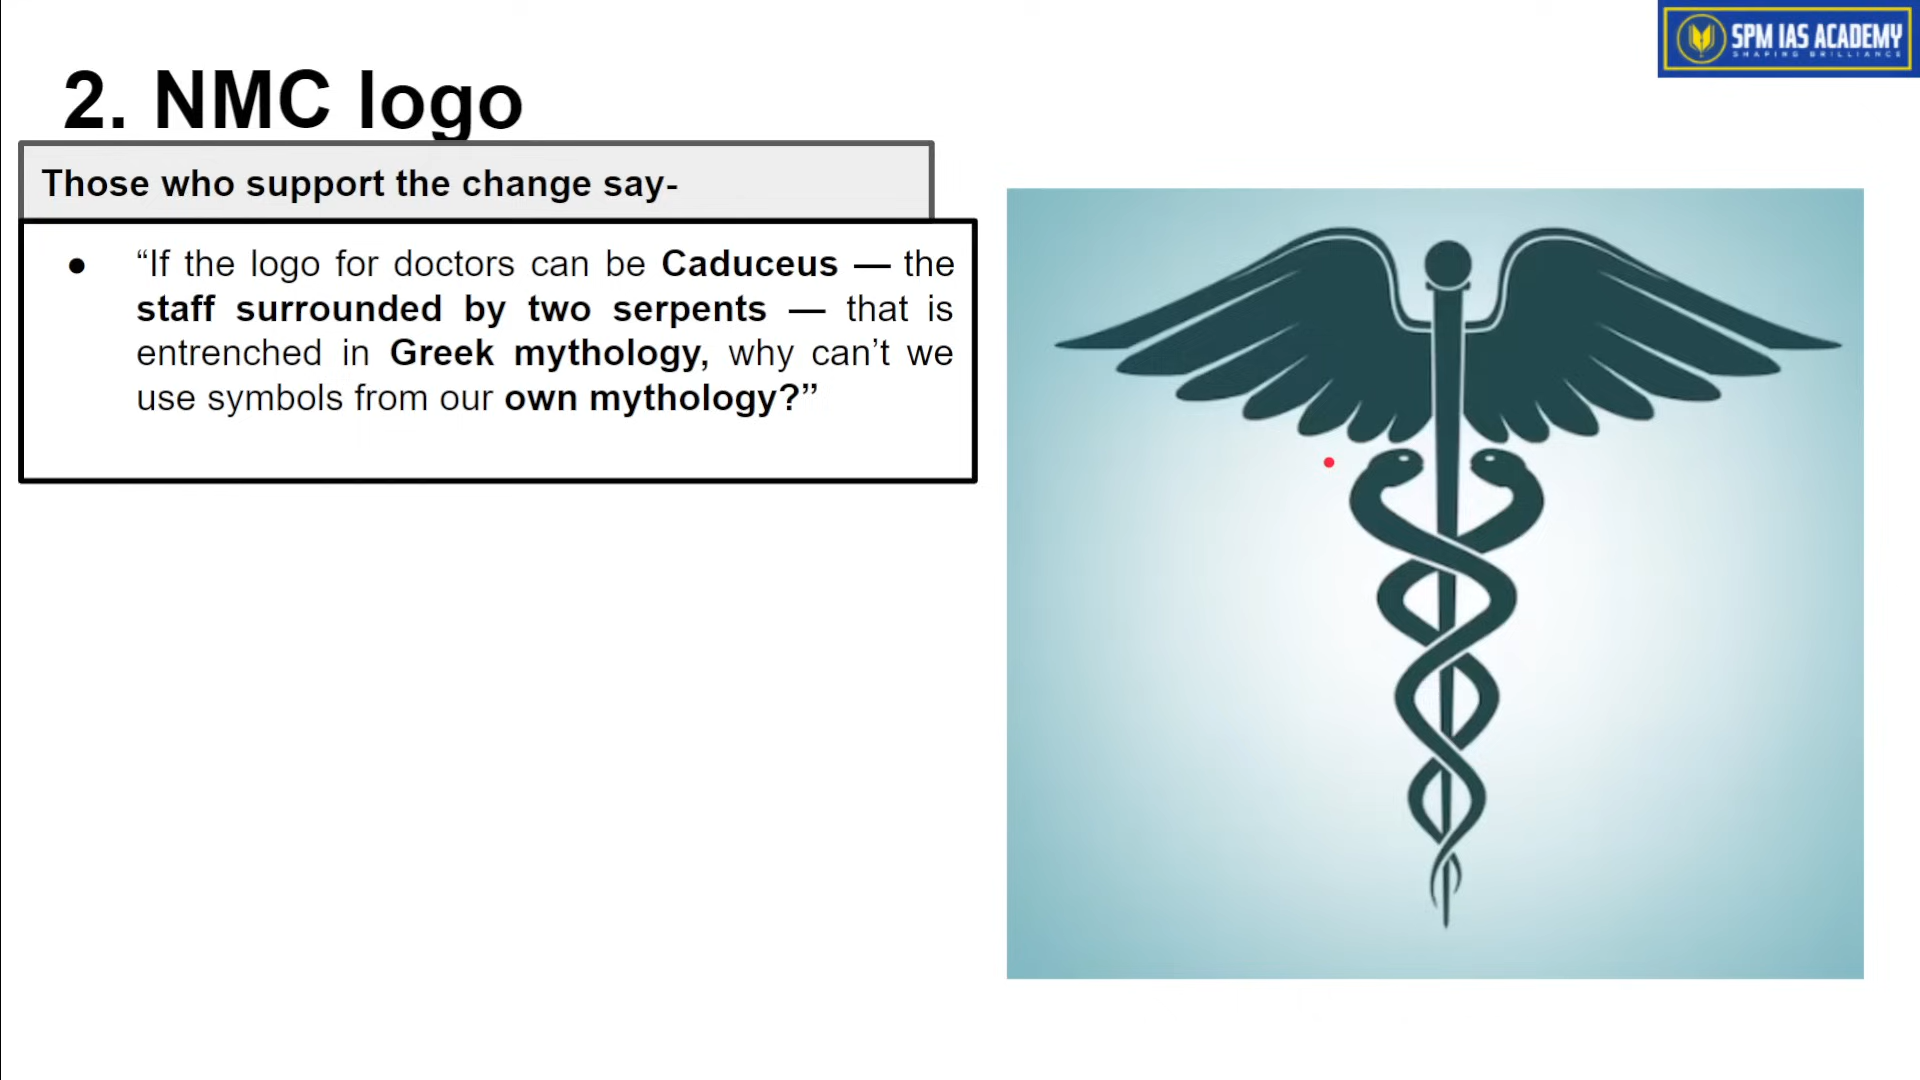 SPM IAS ACADEMY
SHAPING BRILLIANCE
2. NMC logo
Those who support the change say-
● “If the logo for doctors can be Caduceus — the
staff surrounded by two serpents — that is
entrenched in Greek mythology, why can’t we
use symbols from our own mythology?”